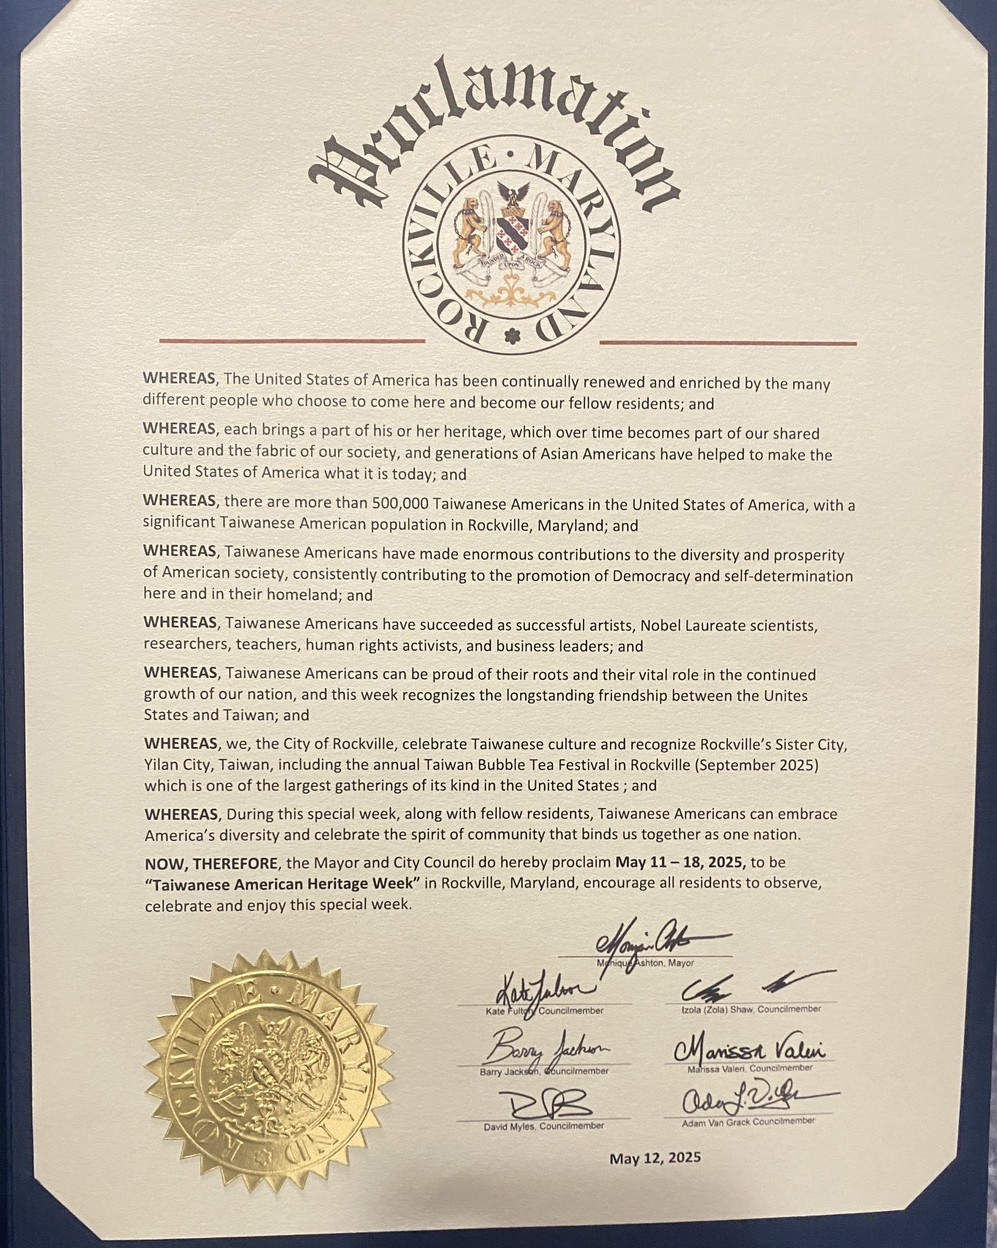 Proclamation
ROCKVILLE · MARYLAND
WHEREAS, The United States of America has been continually renewed and enriched by the many
different people who choose to come here and become our fellow residents; and
WHEREAS, each brings a part of his or her heritage, which over time becomes part of our shared
culture and the fabric of our society, and generations of Asian Americans have helped to make the
United States of America what it is today; and
WHEREAS, there are more than 500,000 Taiwanese Americans in the United States of America, with a
significant Taiwanese American population in Rockville, Maryland; and
WHEREAS, Taiwanese Americans have made enormous contributions to the diversity and prosperity
of American society, consistently contributing to the promotion of Democracy and self-determination
here and in their homeland; and
WHEREAS, Taiwanese Americans have succeeded as successful artists, Nobel Laureate scientists,
researchers, teachers, human rights activists, and business leaders; and
WHEREAS, Taiwanese Americans can be proud of their roots and their vital role in the continued
growth of our nation, and this week recognizes the longstanding friendship between the Unites
States and Taiwan; and
WHEREAS, we, the City of Rockville, celebrate Taiwanese culture and recognize Rockville's Sister City,
Yilan City, Taiwan, including the annual Taiwan Bubble Tea Festival in Rockville (September 2025)
which is one of the largest gatherings of its kind in the United States ; and
WHEREAS, During this special week, along with fellow residents, Taiwanese Americans can embrace
America's diversity and celebrate the spirit of community that binds us together as one nation.
NOW, THEREFORE, the Mayor and City Council do hereby proclaim May 11 – 18, 2025, to be
“Taiwanese American Heritage Week” in Rockville, Maryland, encourage all residents to observe,
celebrate and enjoy this special week.
Monique Ashton, Mayor
Kate Fulton, Councilmember
Izola (Zola) Shaw, Councilmember
Barry Jackson
Barry Jackson, Councilmember
Marissa Valeri
Marissa Valeri, Councilmember
David Myles, Councilmember
Adam Van Grack Councilmember
ROCKVILLE · MARYLAND
May 12, 2025